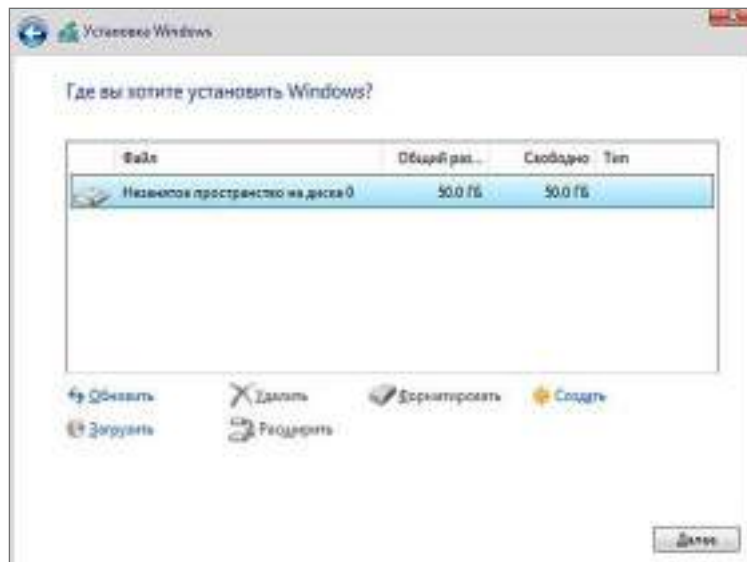 Установка Windows
Где вы хотите установить Windows?
Файл Общий раз... Свободно Тип
Незанятое пространство на диске 0 50.0 ГБ 50.0 ГБ
Обновить Удалить Форматировать Создать
Загрузить Расширить
Далее